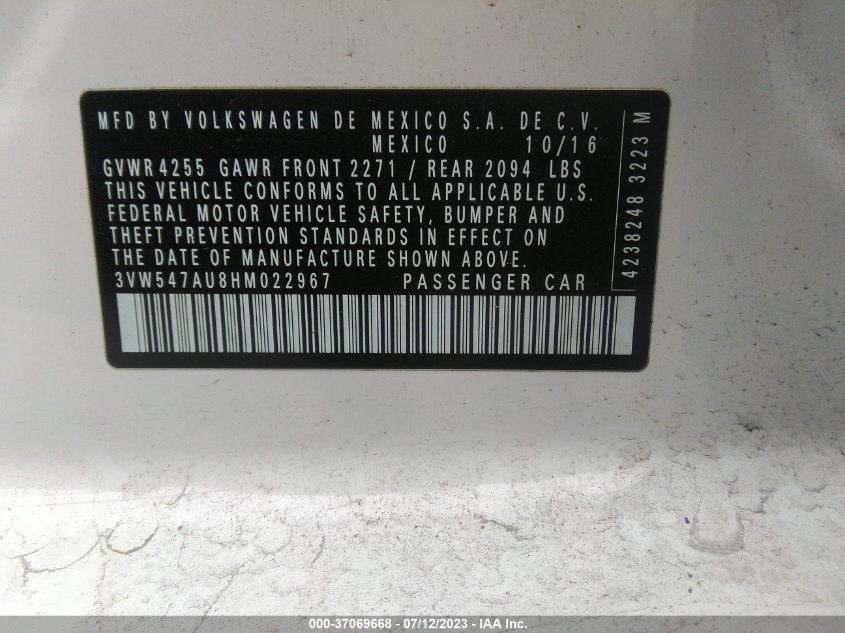 MFD BY VOLKSWAGEN DE MEXICO S.A. DE C.V.
MEXICO 10/16
GVWR 4255 GAWR FRONT 2271 / REAR 2094 LBS
THIS VEHICLE CONFORMS TO ALL APPLICABLE U.S.
FEDERAL MOTOR VEHICLE SAFETY, BUMPER AND
THEFT PREVENTION STANDARDS IN EFFECT ON
THE DATE OF MANUFACTURE SHOWN ABOVE.
3VW547AU8HM022967 PASSENGER CAR
4238248 3223 M
000-37069668 - 07/12/2023 - IAA Inc.